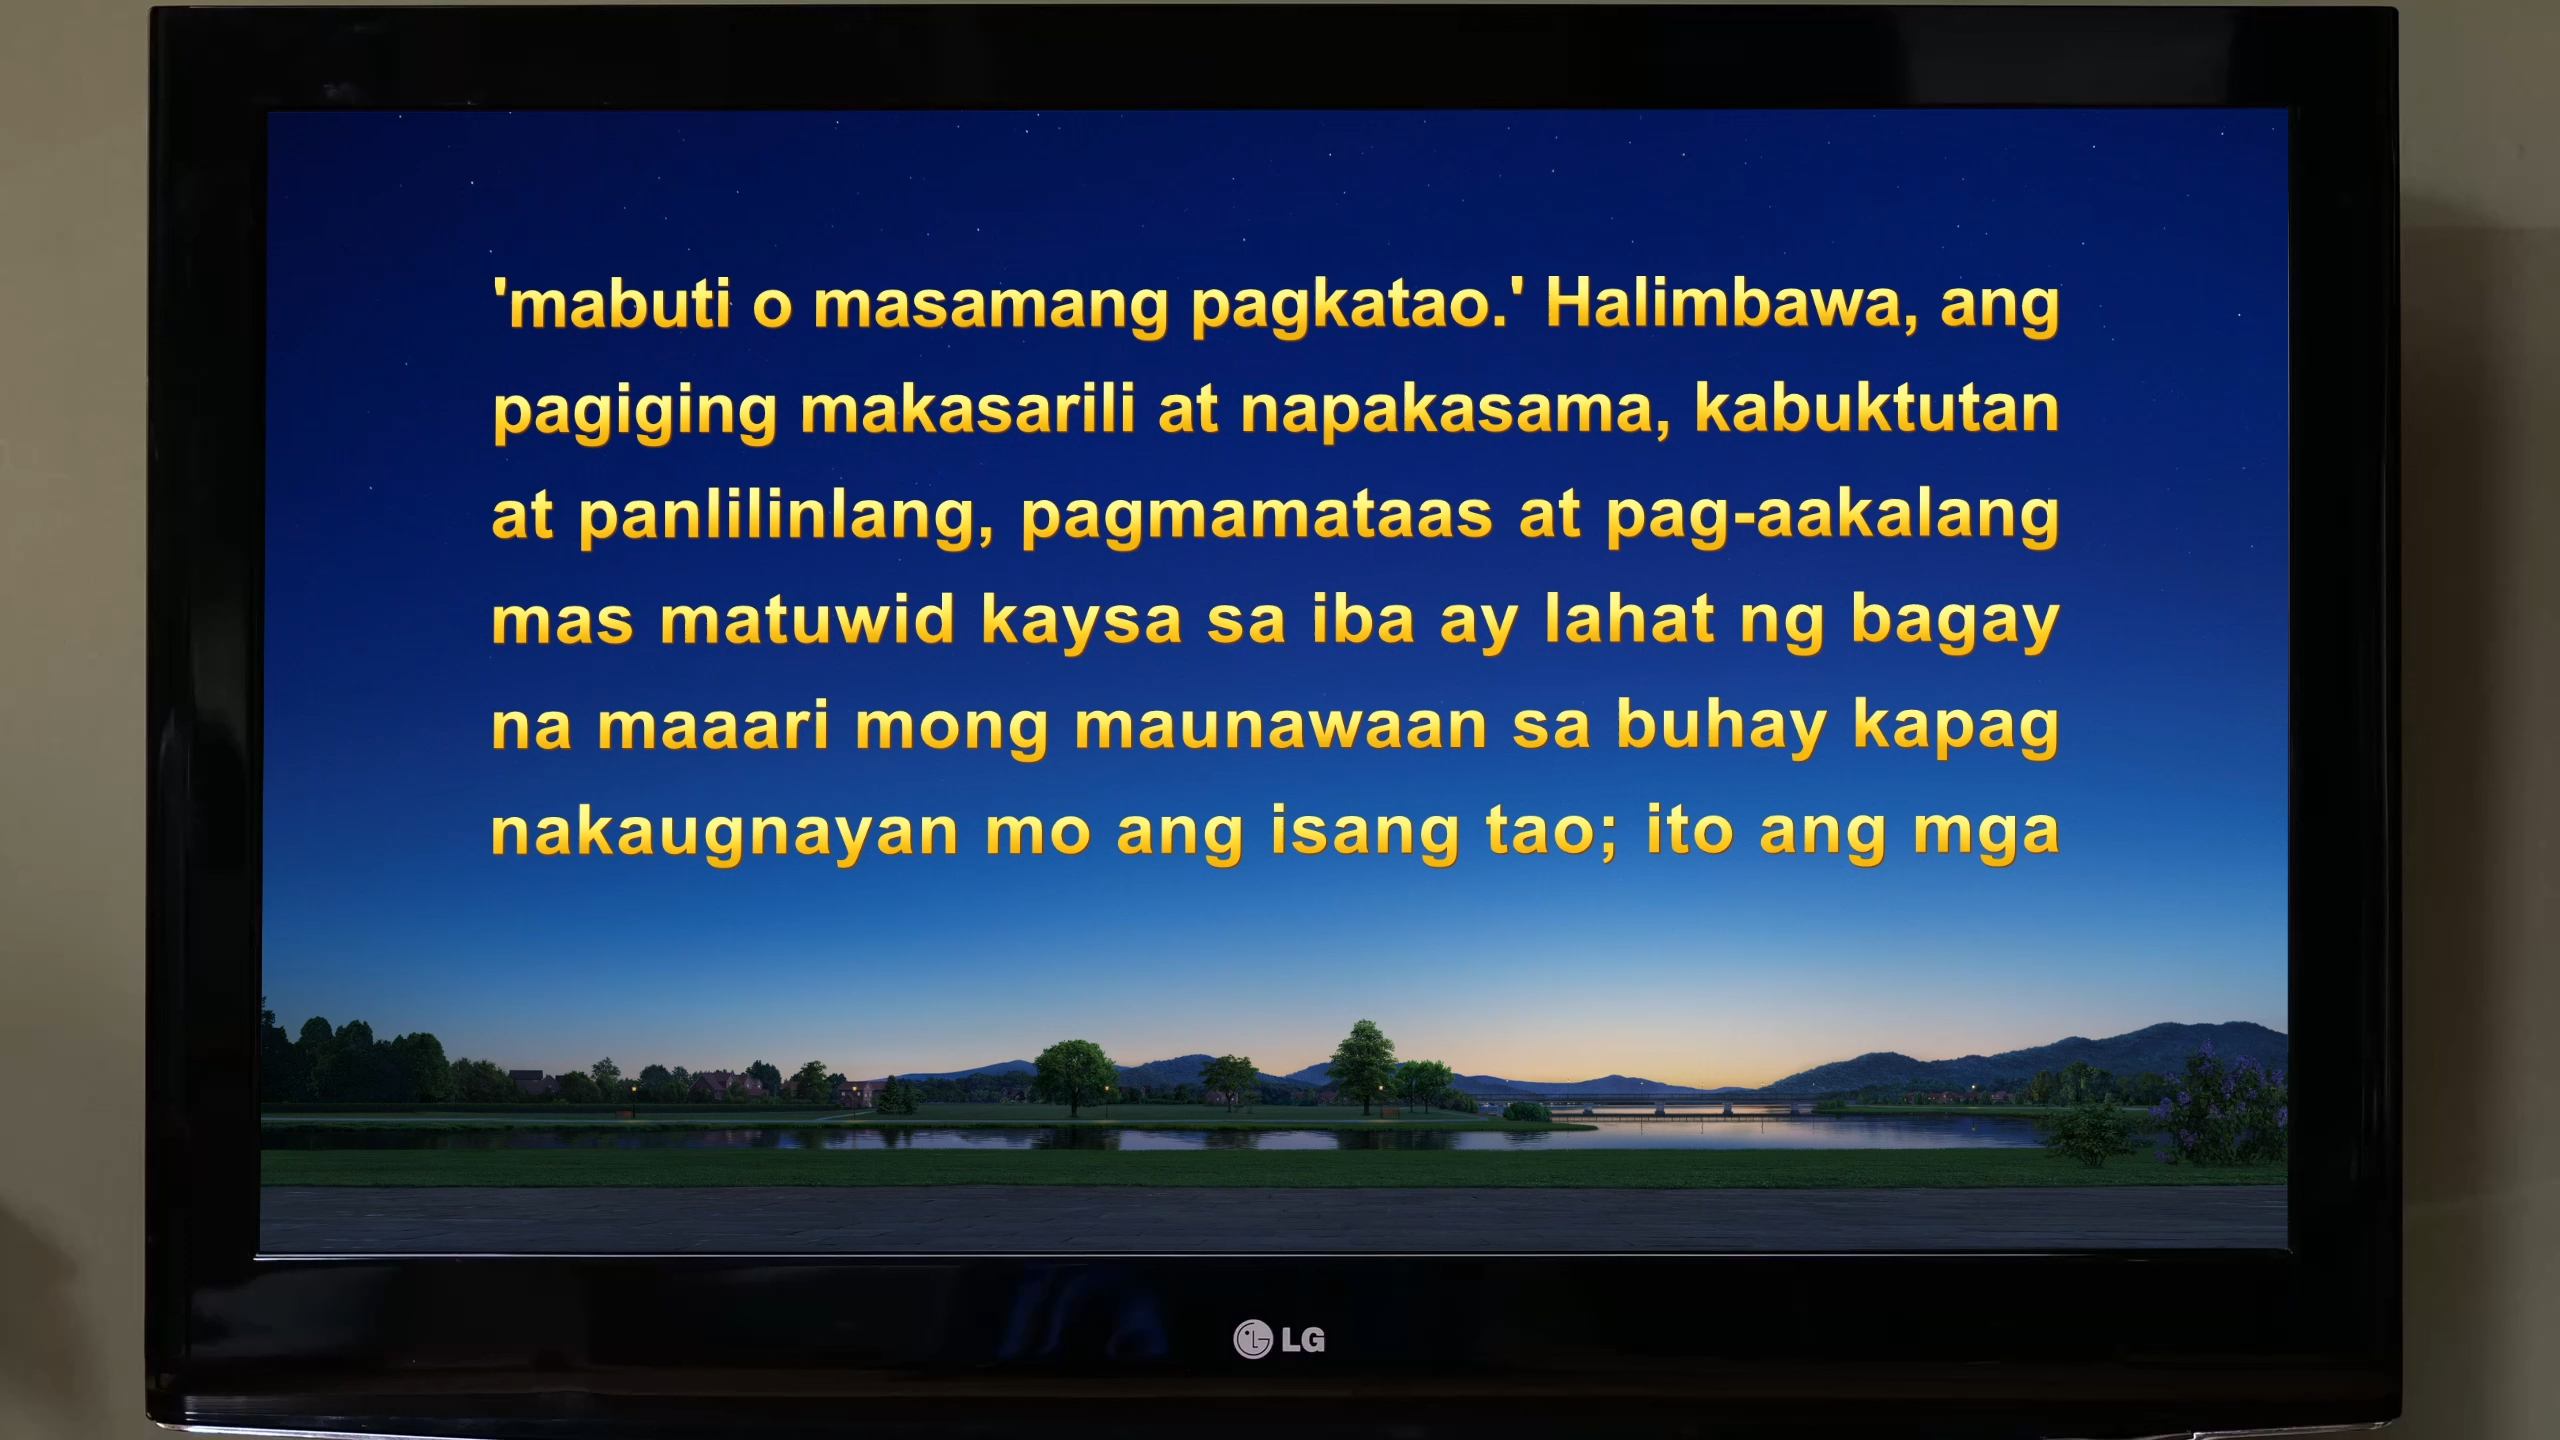 'mabuti o masamang pagkatao.' Halimbawa, ang
pagiging makasarili at napakasama, kabuktutan
at panlilinlang, pagmamataas at pag-aakalang
mas matuwid kaysa sa iba ay lahat ng bagay
na maaari mong maunawaan sa buhay kapag
nakaugnayan mo ang isang tao; ito ang mga
LG